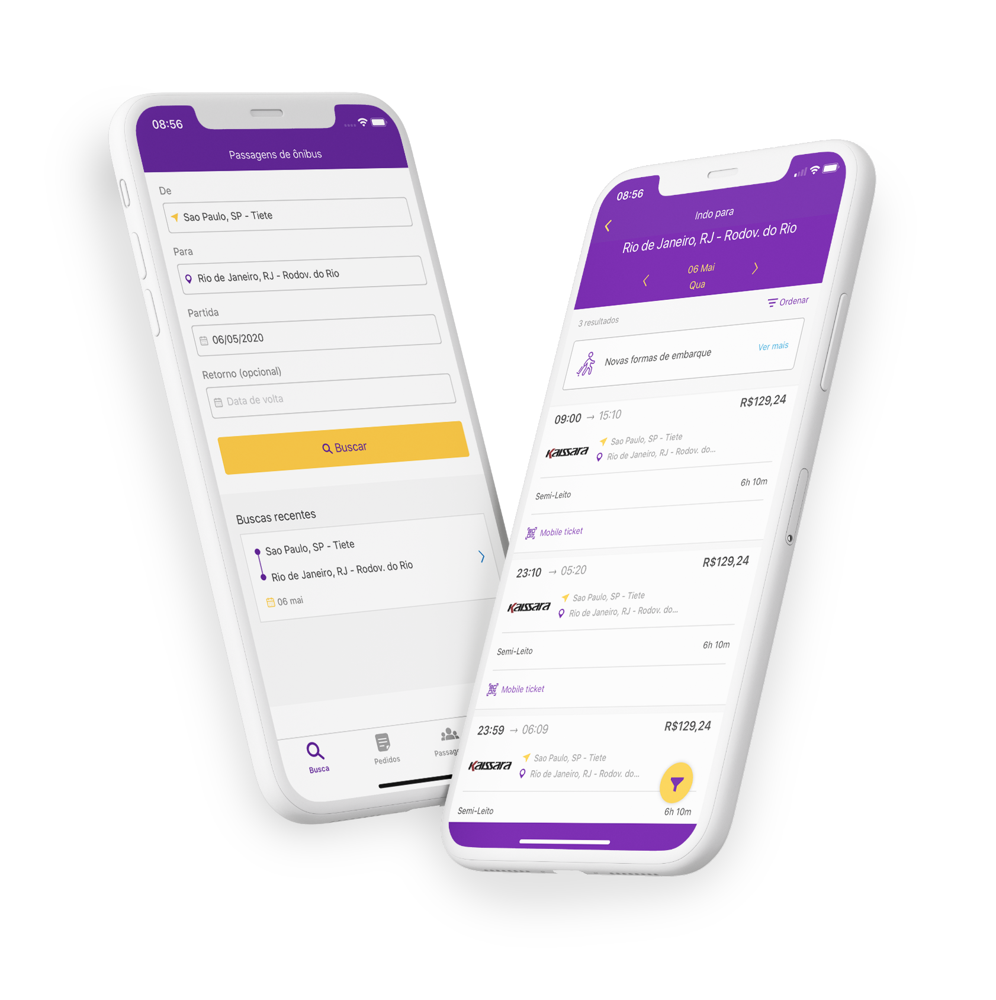 08:56
Passagens de ônibus
De
Sao Paulo, SP - Tiete
Para
Rio de Janeiro, RJ - Rodov. do Rio
Partida
06/05/2020
Retorno (opcional)
Data de volta
Buscar
Buscas recentes
Sao Paulo, SP - Tiete
Rio de Janeiro, RJ - Rodov. do Rio
06 mai
Busca
Pedidos
Passag
08:56
Indo para
Rio de Janeiro, RJ - Rodov. do Rio
06 Mai
Qua
Ordenar
3 resultados
Novas formas de embarque
Ver mais
09:00 → 15:10
R$129,24
Kaissara
Sao Paulo, SP - Tiete
Rio de Janeiro, RJ - Rodov. do...
Semi-Leito
6h 10m
Mobile ticket
23:10 → 05:20
R$129,24
Kaissara
Sao Paulo, SP - Tiete
Rio de Janeiro, RJ - Rodov. do...
Semi-Leito
6h 10m
Mobile ticket
23:59 → 06:09
R$129,24
Kaissara
Sao Paulo, SP - Tiete
Rio de Janeiro, RJ - Rodov. do...
Semi-Leito
6h 10m